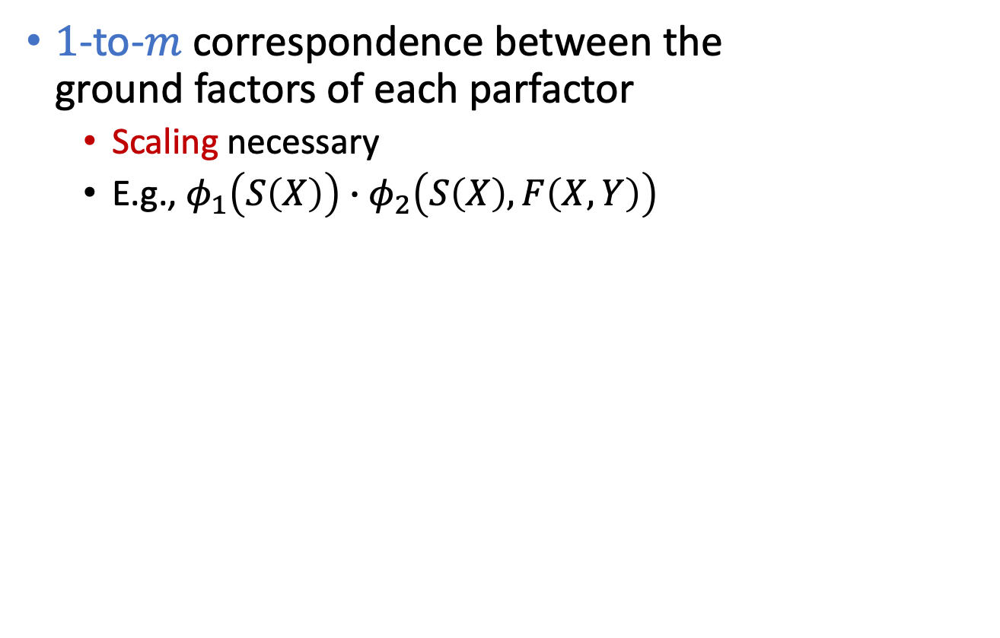 • 1-to-𝑚 correspondence between the
ground factors of each parfactor
• Scaling necessary
• E.g., 𝜙₁(𝑆(𝑋)) ⋅ 𝜙₂(𝑆(𝑋), 𝐹(𝑋, 𝑌))